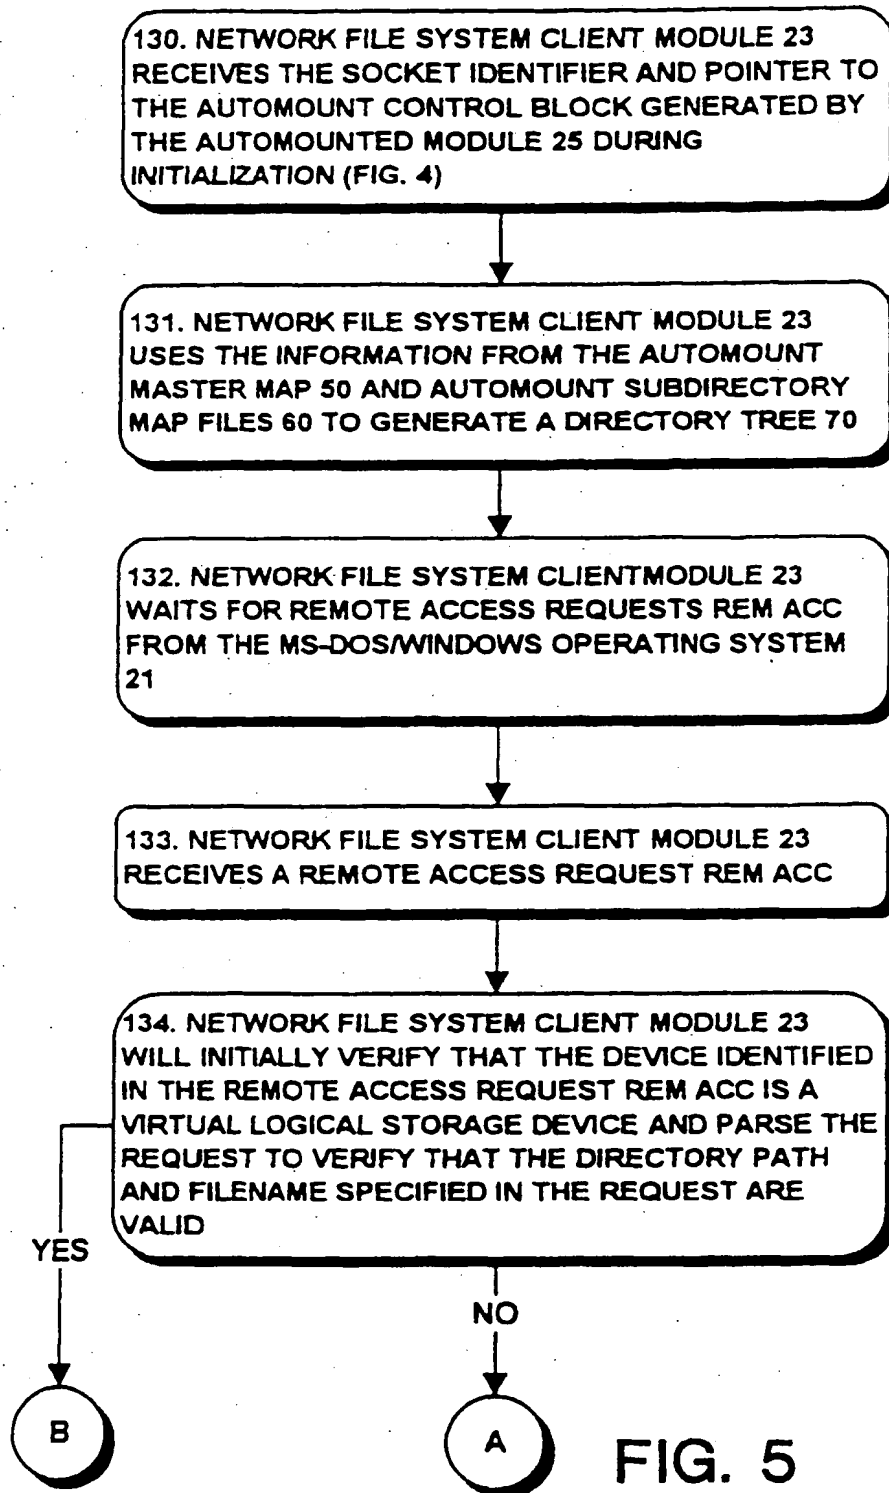 130. NETWORK FILE SYSTEM CLIENT MODULE 23
RECEIVES THE SOCKET IDENTIFIER AND POINTER TO
THE AUTOMOUNT CONTROL BLOCK GENERATED BY
THE AUTOMOUNTED MODULE 25 DURING
INITIALIZATION (FIG. 4)
131. NETWORK FILE SYSTEM CLIENT MODULE 23
USES THE INFORMATION FROM THE AUTOMOUNT
MASTER MAP 50 AND AUTOMOUNT SUBDIRECTORY
MAP FILES 60 TO GENERATE A DIRECTORY TREE 70
132. NETWORK FILE SYSTEM CLIENTMODULE 23
WAITS FOR REMOTE ACCESS REQUESTS REM ACC
FROM THE MS-DOS/WINDOWS OPERATING SYSTEM
21
133. NETWORK FILE SYSTEM CLIENT MODULE 23
RECEIVES A REMOTE ACCESS REQUEST REM ACC
134. NETWORK FILE SYSTEM CLIENT MODULE 23
WILL INITIALLY VERIFY THAT THE DEVICE IDENTIFIED
IN THE REMOTE ACCESS REQUEST REM ACC IS A
VIRTUAL LOGICAL STORAGE DEVICE AND PARSE THE
REQUEST TO VERIFY THAT THE DIRECTORY PATH
AND FILENAME SPECIFIED IN THE REQUEST ARE
VALID
YES
NO
B
A
FIG. 5